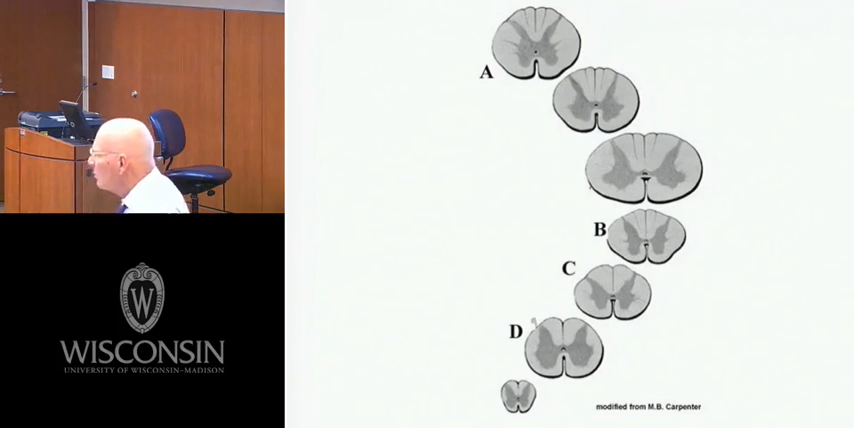 A
B
C
D
modified from M.B. Carpenter
W
WISCONSIN
UNIVERSITY OF WISCONSIN–MADISON